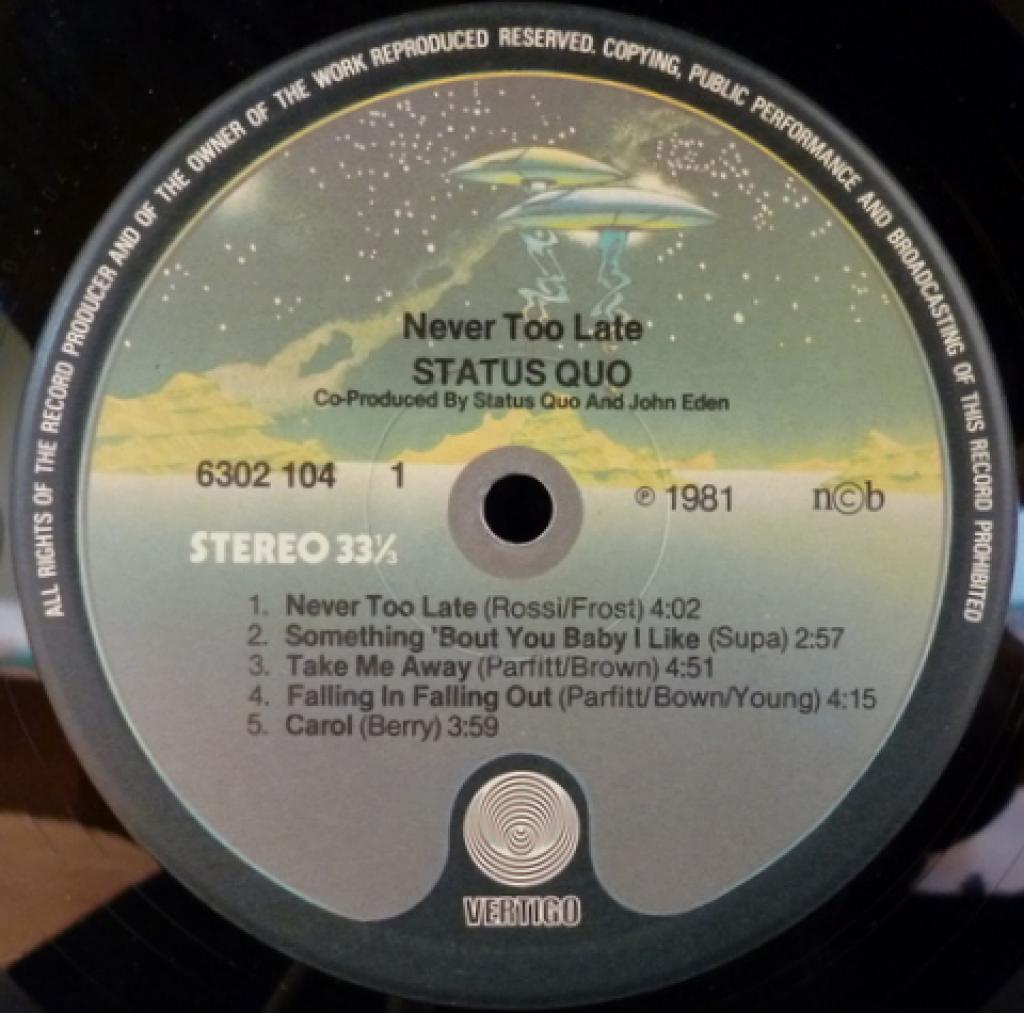 ALL RIGHTS OF THE RECORD PRODUCER AND OF THE OWNER OF THE WORK REPRODUCED RESERVED. COPYING, PUBLIC PERFORMANCE AND BROADCASTING OF THIS RECORD PROHIBITED
Never Too Late
STATUS QUO
Co-Produced By Status Quo And John Eden
6302 104 1
℗ 1981 n©b
STEREO 33⅓
1. Never Too Late (Rossi/Frost) 4:02
2. Something 'Bout You Baby I Like (Supa) 2:57
3. Take Me Away (Parfitt/Brown) 4:51
4. Falling In Falling Out (Parfitt/Bown/Young) 4:15
5. Carol (Berry) 3:59
VERTIGO